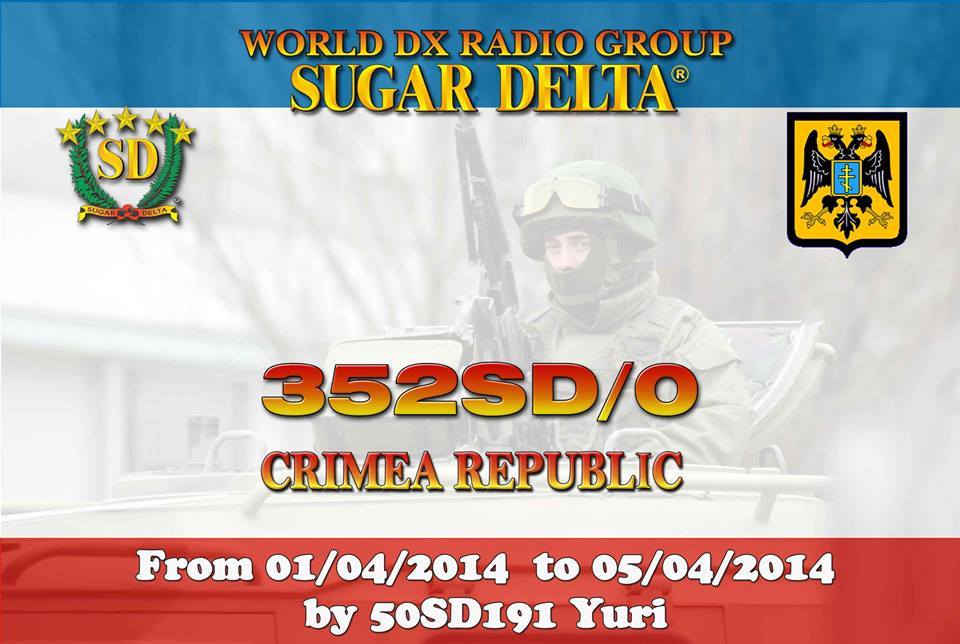 WORLD DX RADIO GROUP
SUGAR DELTA®
SD
SUGAR DELTA
352SD/0
CRIMEA REPUBLIC
From 01/04/2014 to 05/04/2014
by 50SD191 Yuri